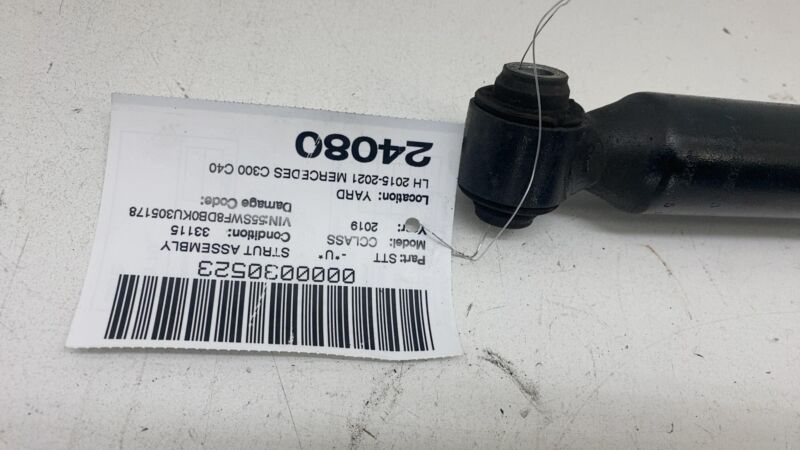 0000030523
-*U*
Part: STT STRUT ASSEMBLY
Model: CCLASS Condition: 33115
Year: 2019 VIN:55SWF8DB0KU305178
Damage Code:
Location: YARD
LH 2015-2021 MERCEDES C300 C40
24080